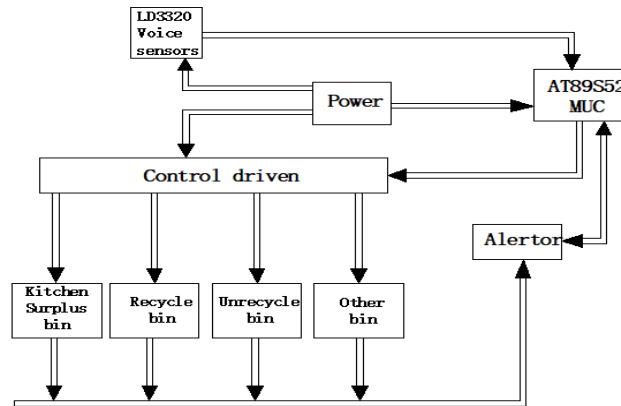 LD3320
Voice
sensors
Power
AT89S52
MUC
Control driven
Alertor
Kitchen
Surplus
bin
Recycle
bin
Unrecycle
bin
Other
bin